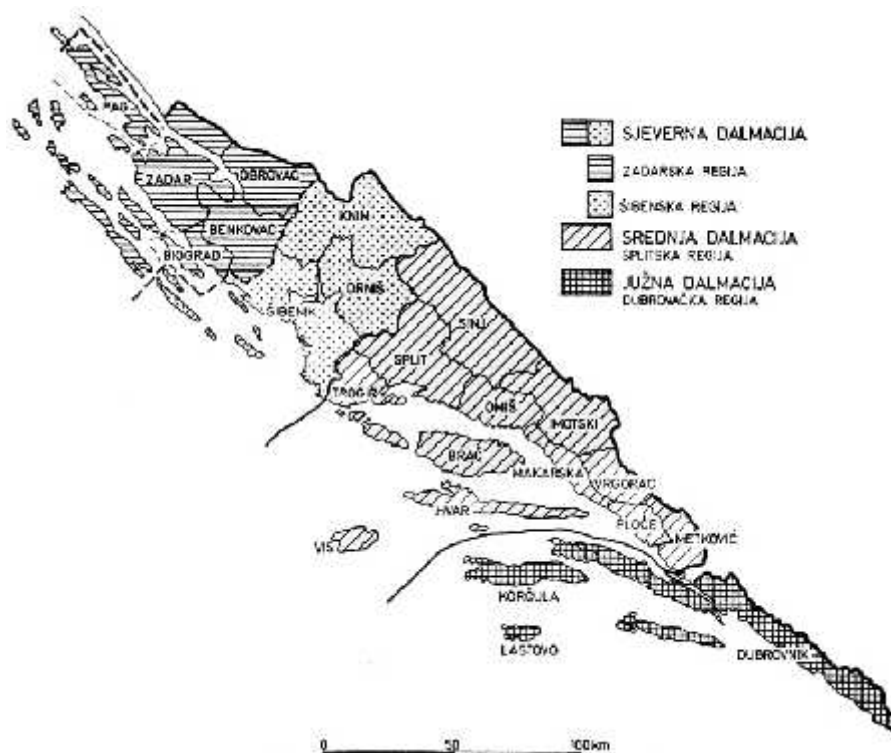 PAG
ZADAR
OBROVAC
BENKOVAC
BIOGRAD
KNIN
DRNIŠ
ŠIBENIK
SINJ
SPLIT
TROGIR
OMIŠ
IMOTSKI
BRAČ
MAKARSKA
VRGORAC
HVAR
PLOČE
METKOVIĆ
VIS
KORČULA
LASTOVO
DUBROVNIK
SJEVERNA DALMACIJA
ZADARSKA REGIJA
ŠIBENSKA REGIJA
SREDNJA DALMACIJA
SPLITSKA REGIJA
JUŽNA DALMACIJA
DUBROVAČKA REGIJA
0 50 100km